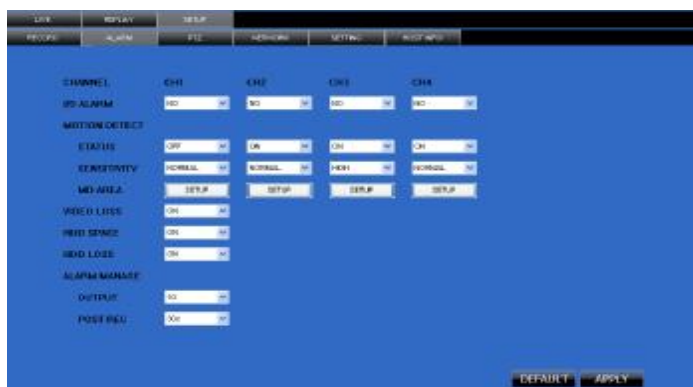 LIVE REPLAY SETUP
RECORD ALARM PTZ NETWORK SETTING HOST INFO
CHANNEL CH1 CH2 CH3 CH4
I/O ALARM NO NO NO NO
MOTION DETECT
STATUS OFF ON ON ON
SENSITIVITY NORMAL NORMAL HIGH NORMAL
MD AREA SETUP SETUP SETUP SETUP
VIDEO LOSS ON
HDD SPACE ON
HDD LOSS ON
ALARM MANAGE
OUTPUT
POST REC
DEFAULT APPLY